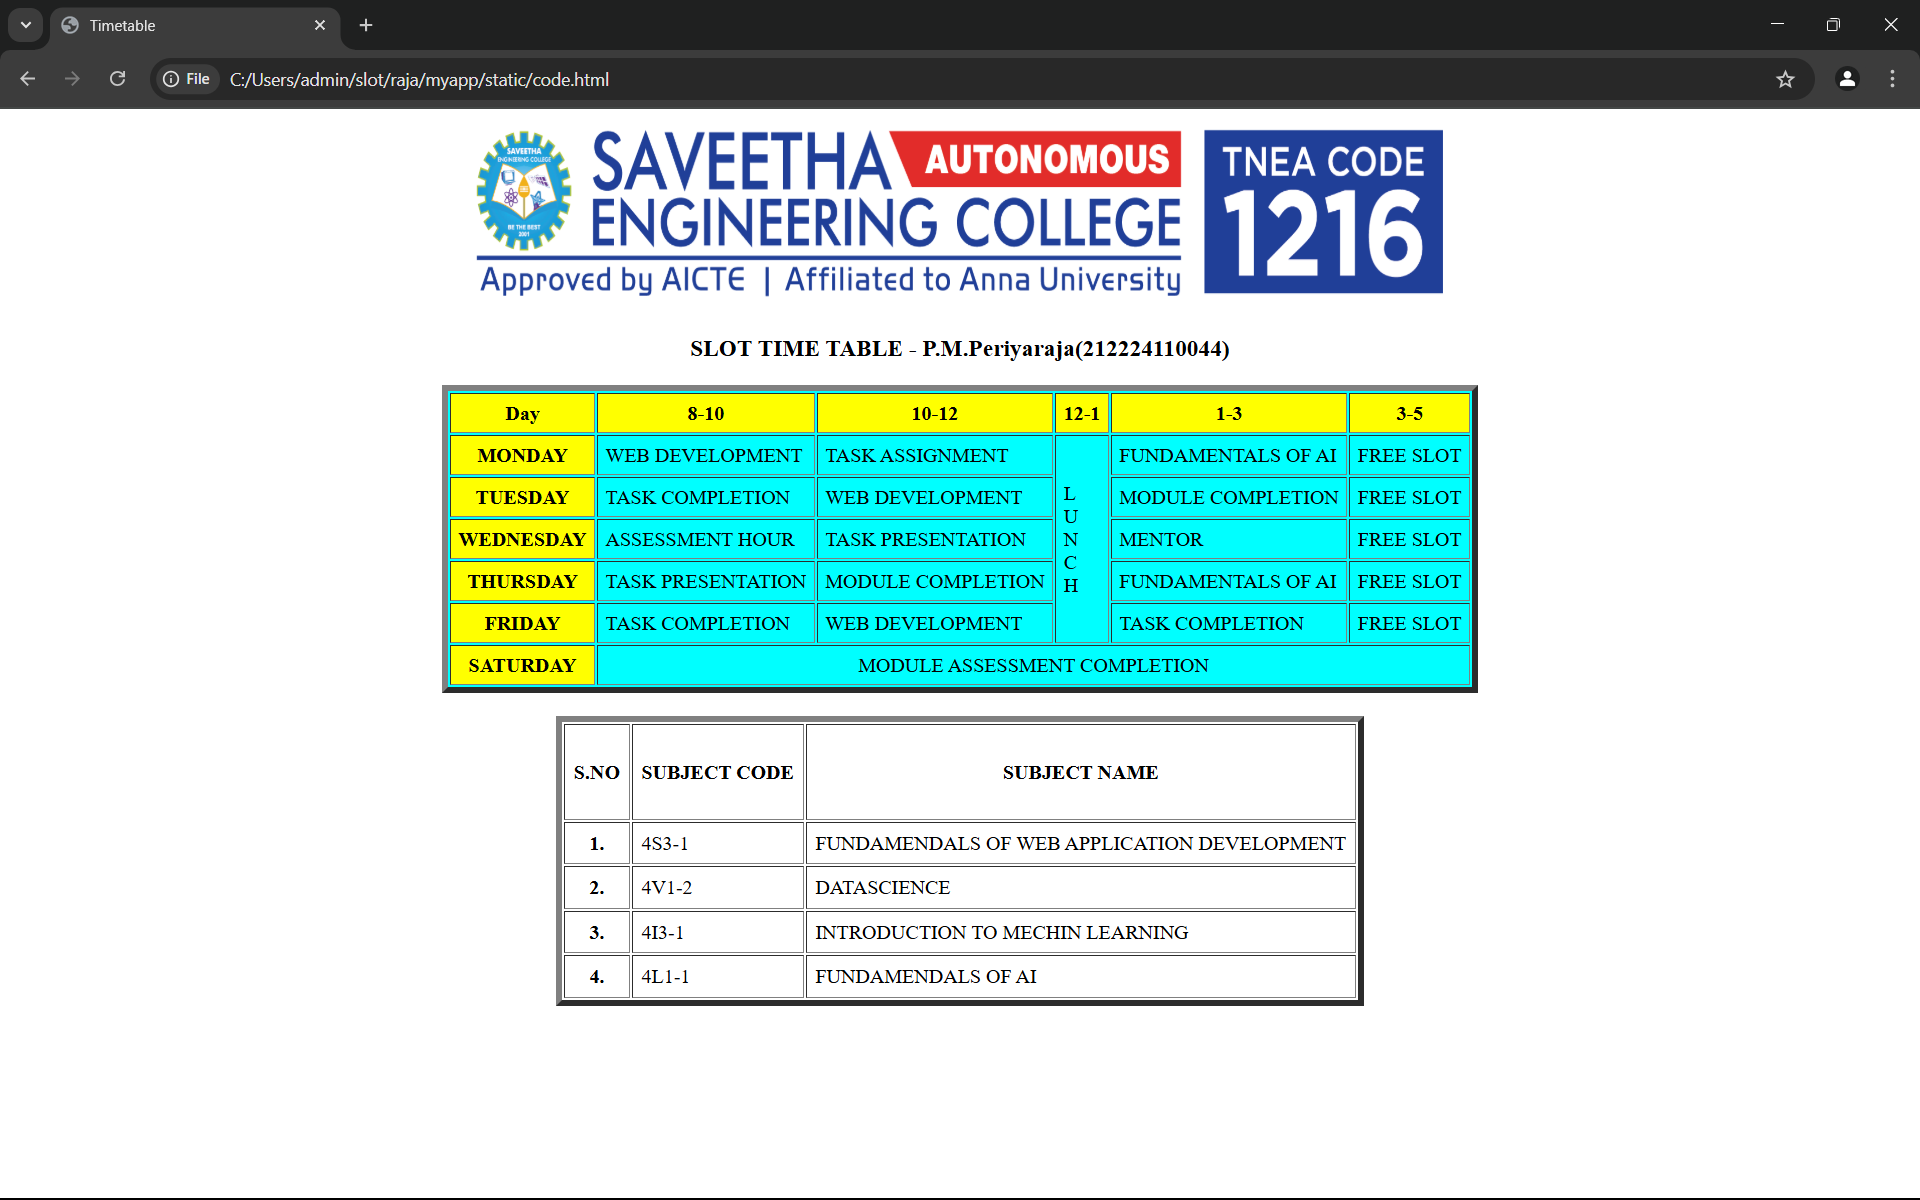 Timetable
File C:/Users/admin/slot/raja/myapp/static/code.html
SAVEETHA
ENGINEERING COLLEGE
BE THE BEST
2001
SAVEETHA AUTONOMOUS
ENGINEERING COLLEGE
Approved by AICTE | Affiliated to Anna University
TNEA CODE
1216
SLOT TIME TABLE - P.M.Periyaraja(212224110044)
Day 8-10 10-12 12-1 1-3 3-5
MONDAY WEB DEVELOPMENT TASK ASSIGNMENT FUNDAMENTALS OF AI FREE SLOT
TUESDAY TASK COMPLETION WEB DEVELOPMENT MODULE COMPLETION FREE SLOT
WEDNESDAY ASSESSMENT HOUR TASK PRESENTATION MENTOR FREE SLOT
THURSDAY TASK PRESENTATION MODULE COMPLETION FUNDAMENTALS OF AI FREE SLOT
FRIDAY TASK COMPLETION WEB DEVELOPMENT TASK COMPLETION FREE SLOT
L
U
N
C
H
SATURDAY MODULE ASSESSMENT COMPLETION
S.NO SUBJECT CODE SUBJECT NAME
1. 4S3-1 FUNDAMENDALS OF WEB APPLICATION DEVELOPMENT
2. 4V1-2 DATASCIENCE
3. 4I3-1 INTRODUCTION TO MECHIN LEARNING
4. 4L1-1 FUNDAMENDALS OF AI